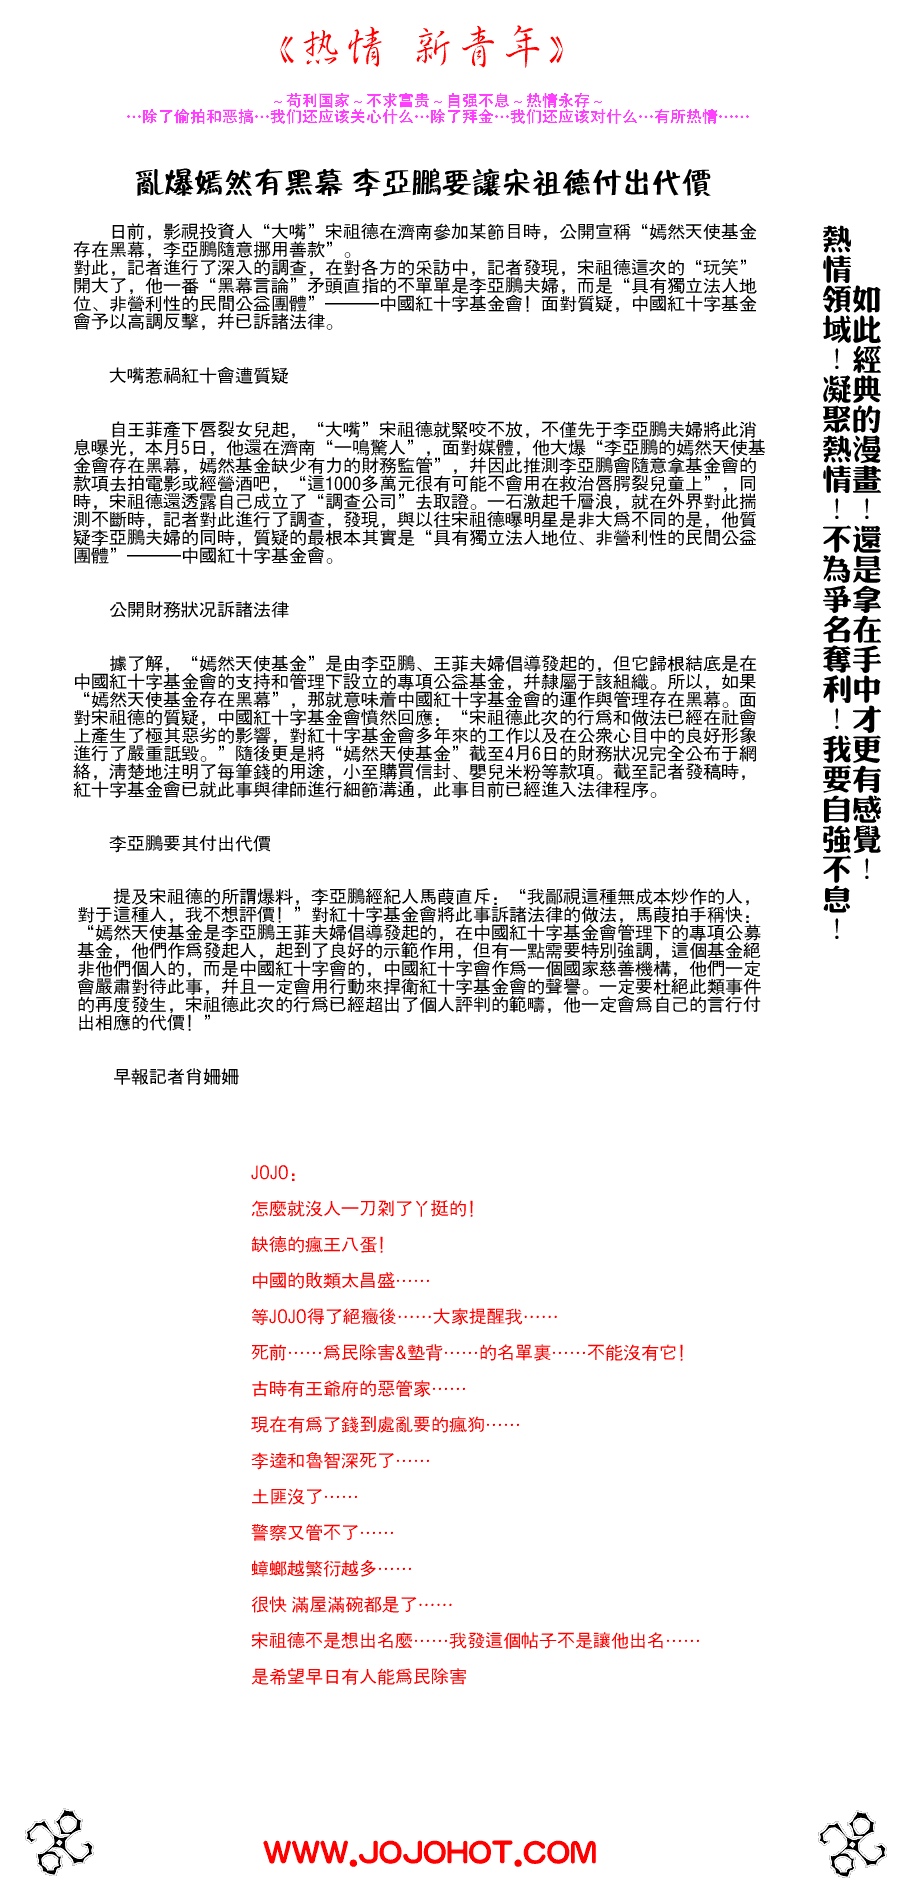 《热情 新青年》
～苟利国家～不求富贵～自强不息～热情永存～
…除了偷拍和恶搞…我们还应该关心什么…除了拜金…我们还应该对什么…有所热情……
亂爆嫣然有黑幕 李亞鵬要讓宋祖德付出代價
日前，影視投資人“大嘴”宋祖德在濟南參加某節目時，公開宣稱“嫣然天使基金
存在黑幕，李亞鵬隨意挪用善款”。
對此，記者進行了深入的調查，在對各方的采訪中，記者發現，宋祖德這次的“玩笑”
開大了，他一番“黑幕言論”矛頭直指的不單單是李亞鵬夫婦，而是“具有獨立法人地
位、非營利性的民間公益團體”———中國紅十字基金會！面對質疑，中國紅十字基金
會予以高調反擊，幷已訴諸法律。
大嘴惹禍紅十會遭質疑
自王菲產下唇裂女兒起，“大嘴”宋祖德就緊咬不放，不僅先于李亞鵬夫婦將此消
息曝光，本月5日，他還在濟南“一鳴驚人”，面對媒體，他大爆“李亞鵬的嫣然天使基
金會存在黑幕，嫣然基金缺少有力的財務監管”，幷因此推測李亞鵬會隨意拿基金會的
款項去拍電影或經營酒吧，“這1000多萬元很有可能不會用在救治唇腭裂兒童上”，同
時，宋祖德還透露自己成立了“調查公司”去取證。一石激起千層浪，就在外界對此揣
測不斷時，記者對此進行了調查，發現，與以往宋祖德曝明星是非大爲不同的是，他質
疑李亞鵬夫婦的同時，質疑的最根本其實是“具有獨立法人地位、非營利性的民間公益
團體”———中國紅十字基金會。
公開財務狀况訴諸法律
據了解，“嫣然天使基金”是由李亞鵬、王菲夫婦倡導發起的，但它歸根結底是在
中國紅十字基金會的支持和管理下設立的專項公益基金，幷隸屬于該組織。所以，如果
“嫣然天使基金存在黑幕”，那就意味着中國紅十字基金會的運作與管理存在黑幕。面
對宋祖德的質疑，中國紅十字基金會憤然回應：“宋祖德此次的行爲和做法已經在社會
上產生了極其惡劣的影響，對紅十字基金會多年來的工作以及在公衆心目中的良好形象
進行了嚴重詆毀。”隨後更是將“嫣然天使基金”截至4月6日的財務狀况完全公布于網
絡，清楚地注明了每筆錢的用途，小至購買信封、嬰兒米粉等款項。截至記者發稿時，
紅十字基金會已就此事與律師進行細節溝通，此事目前已經進入法律程序。
李亞鵬要其付出代價
提及宋祖德的所謂爆料，李亞鵬經紀人馬葭直斥：“我鄙視這種無成本炒作的人，
對于這種人，我不想評價！”對紅十字基金會將此事訴諸法律的做法，馬葭拍手稱快：
“嫣然天使基金是李亞鵬王菲夫婦倡導發起的，在中國紅十字基金會管理下的專項公募
基金，他們作爲發起人，起到了良好的示範作用，但有一點需要特別強調，這個基金絕
非他們個人的，而是中國紅十字會的，中國紅十字會作爲一個國家慈善機構，他們一定
會嚴肅對待此事，幷且一定會用行動來捍衛紅十字基金會的聲譽。一定要杜絕此類事件
的再度發生，宋祖德此次的行爲已經超出了個人評判的範疇，他一定會爲自己的言行付
出相應的代價！”
早報記者肖姍姍
如此經典的漫畫！還是拿在手中才更有感覺！
熱情領域！凝聚熱情！不為爭名奪利！我要自強不息！
JOJO：
怎麼就沒人一刀剁了丫挺的！
缺德的瘋王八蛋！
中國的敗類太昌盛……
等JOJO得了絕癥後……大家提醒我……
死前……爲民除害&墊背……的名單裏……不能沒有它！
古時有王爺府的惡管家……
現在有爲了錢到處亂要的瘋狗……
李逵和魯智深死了……
土匪沒了……
警察又管不了……
蟑螂越繁衍越多……
很快 滿屋滿碗都是了……
宋祖德不是想出名麼……我發這個帖子不是讓他出名……
是希望早日有人能爲民除害
WWW.JOJOHOT.COM